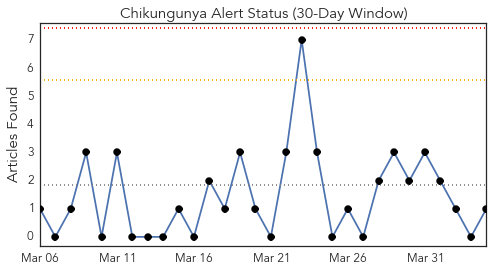 Chikungunya Alert Status (30-Day Window)
Articles Found
7
6
5
4
3
2
1
0
Mar 06 Mar 11 Mar 16 Mar 21 Mar 26 Mar 31